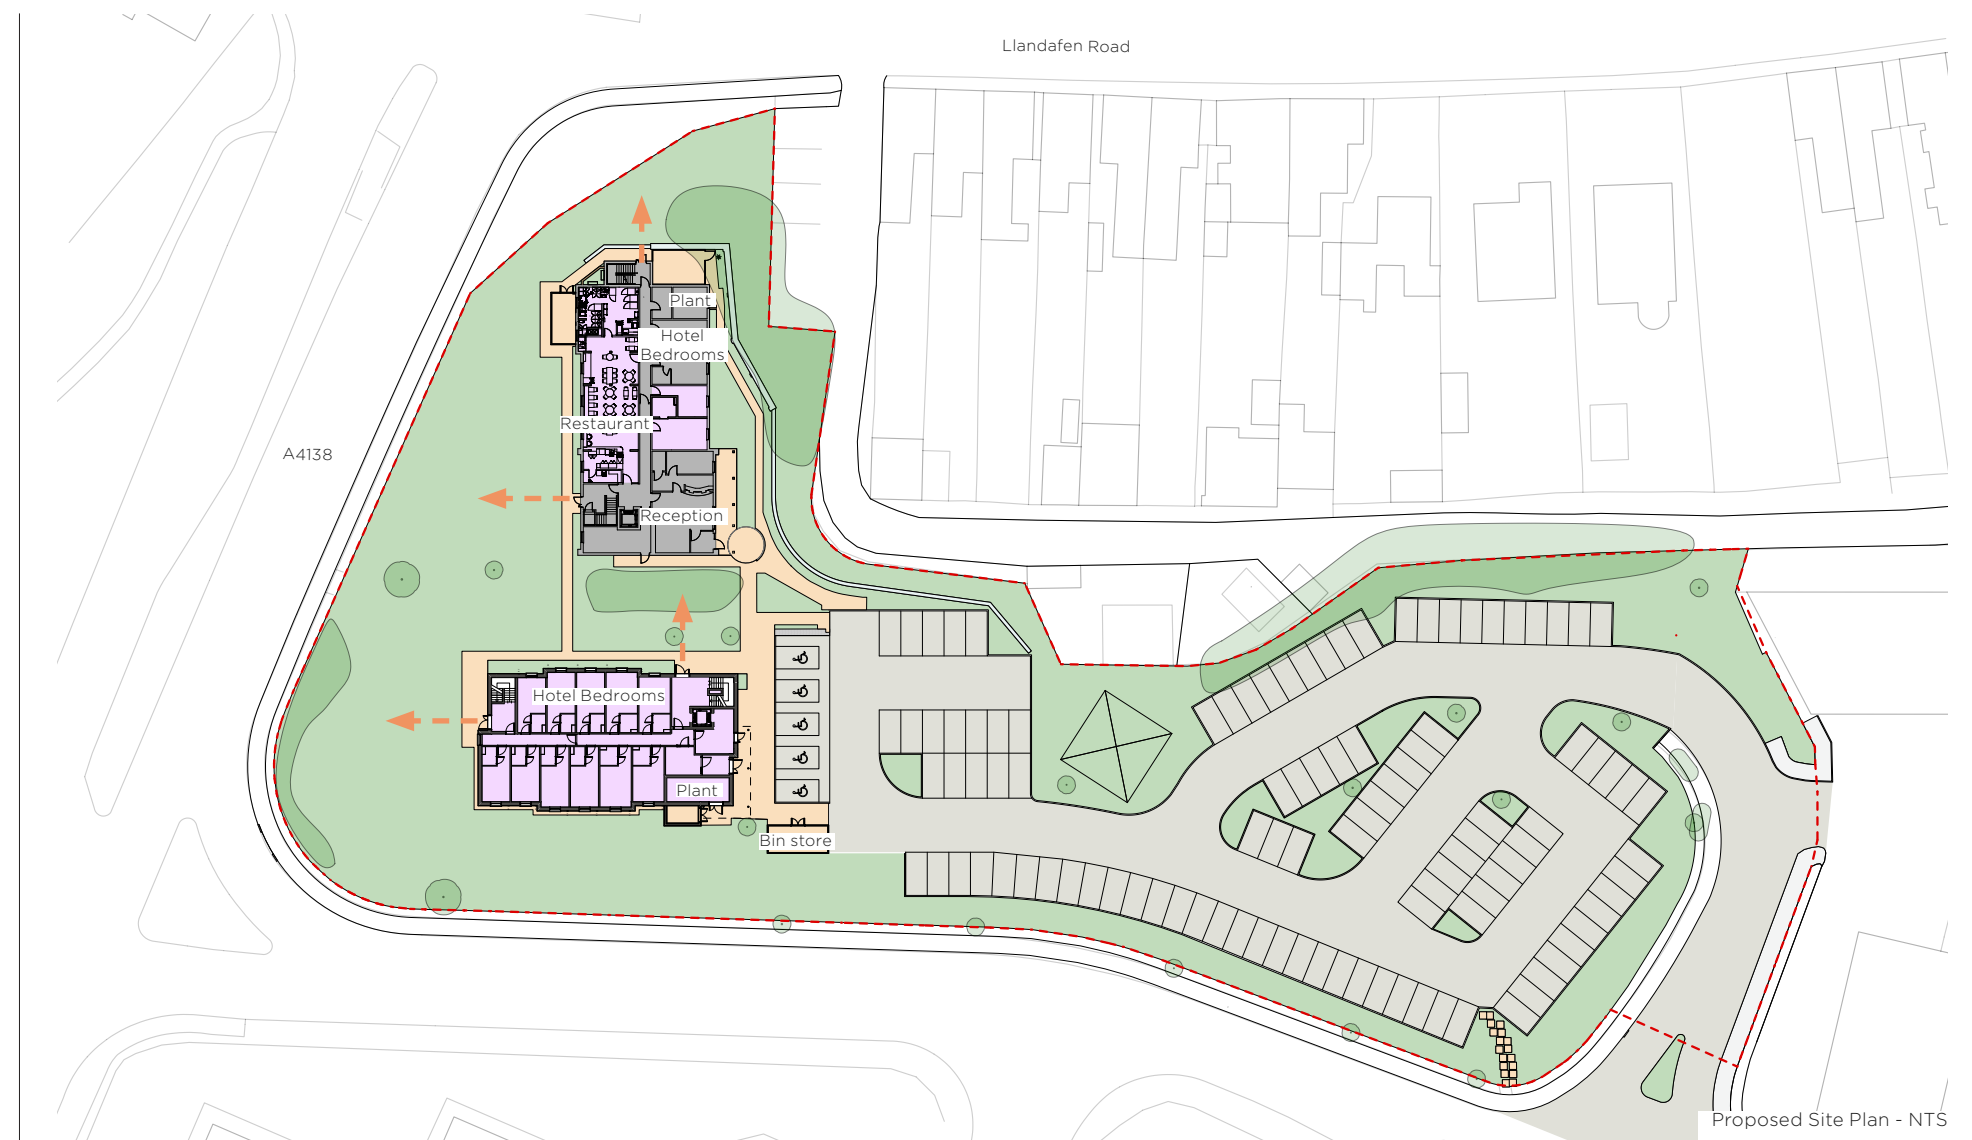 Llandafen Road
Plant
Hotel
Bedrooms
Restaurant
A4138
Reception
Hotel Bedrooms
Plant
Bin store
Proposed Site Plan - NTS